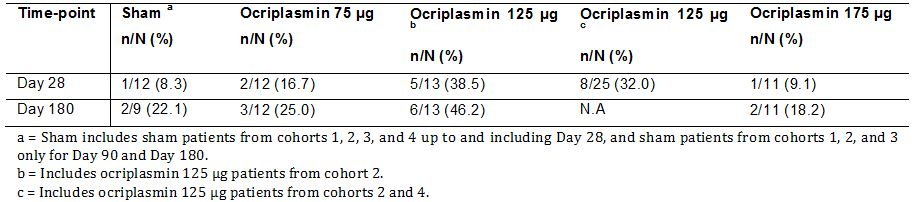 Time-point Sham a Ocriplasmin 75 µg Ocriplasmin 125 µg Ocriplasmin 125 µg Ocriplasmin 175 µg
b c
n/N (%) n/N (%) n/N (%)
n/N (%) n/N (%)
Day 28 1/12 (8.3) 2/12 (16.7) 5/13 (38.5) 8/25 (32.0) 1/11 (9.1)
Day 180 2/9 (22.1) 3/12 (25.0) 6/13 (46.2) N.A 2/11 (18.2)
a = Sham includes sham patients from cohorts 1, 2, 3, and 4 up to and including Day 28, and sham patients from cohorts 1, 2, and 3
only for Day 90 and Day 180.
b = Includes ocriplasmin 125 µg patients from cohort 2.
c = Includes ocriplasmin 125 µg patients from cohorts 2 and 4.